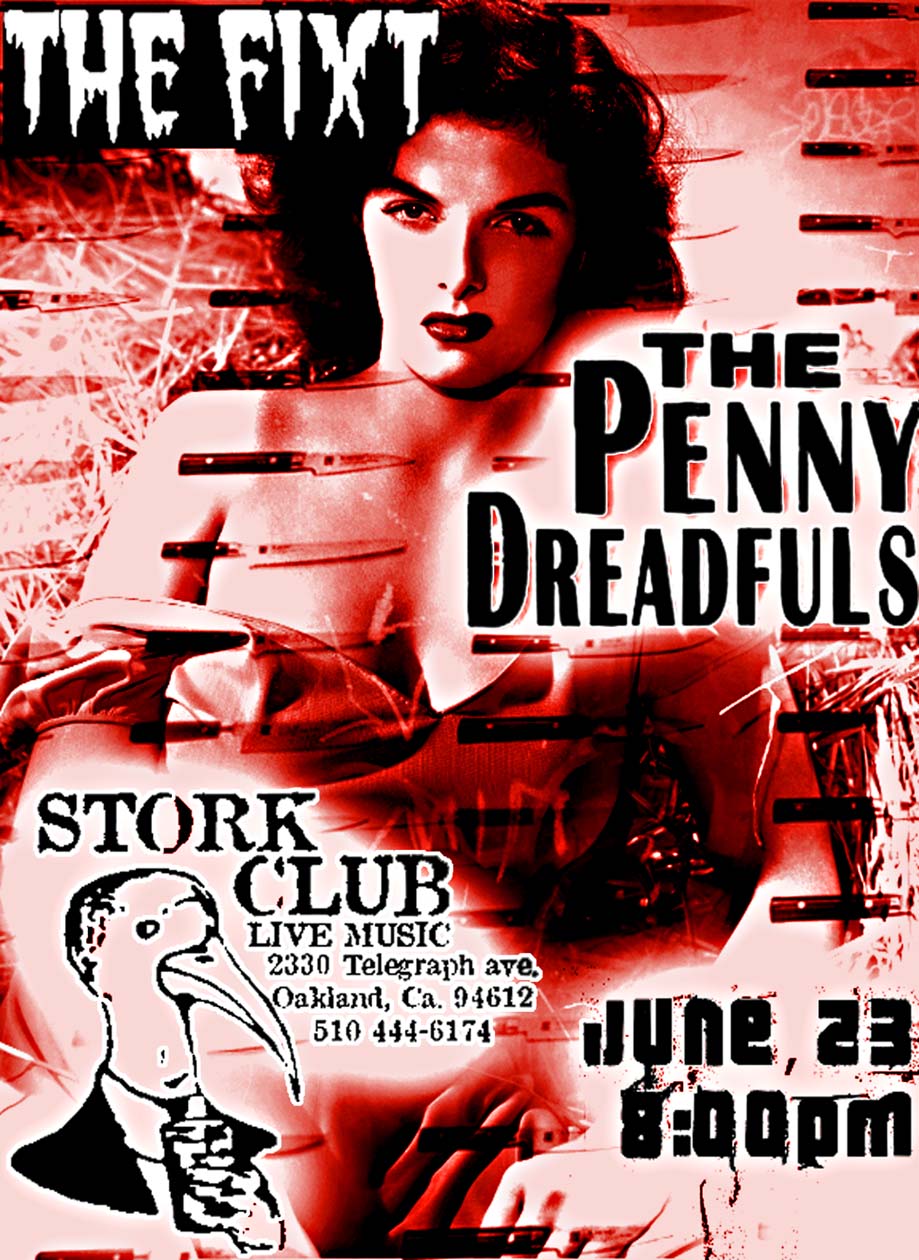 THE FIXT
THE
PENNY
DREADFULS
STORK
CLUB
LIVE MUSIC
2330 Telegraph ave.
Oakland, Ca. 94612
510 444-6174
June, 23
8:00pm